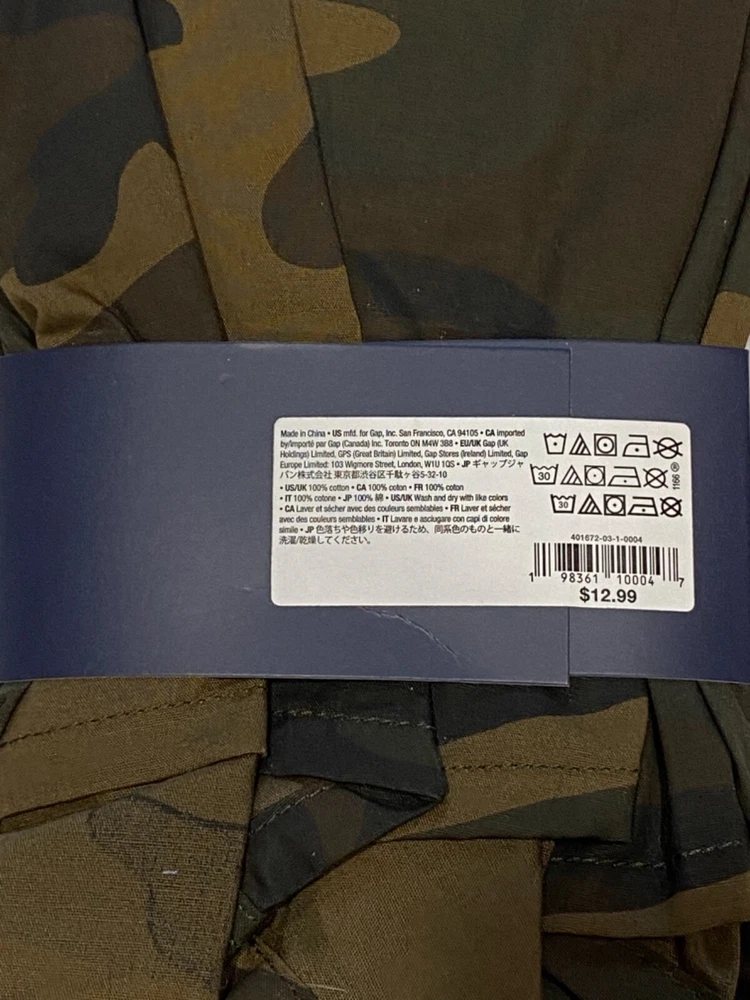 Made in China • US mfd. for Gap, Inc. San Francisco, CA 94105 • CA imported
by/importé par Gap (Canada) Inc. Toronto ON M4W 3B8 • EU/UK Gap (UK
Holdings) Limited, GPS (Great Britain) Limited, Gap Stores (Ireland) Limited, Gap
Europe Limited: 103 Wigmore Street, London, W1U 1QS • JP ギャップジャ
パン株式会社 東京都渋谷区千駄ヶ谷5-32-10
• US/UK 100% cotton • CA 100% coton • FR 100% coton
• IT 100% cotone • JP 100% 綿 • US/UK Wash and dry with like colors
• CA Laver et sécher avec des couleurs semblables • FR Laver et sécher
avec des couleurs semblables • IT Lavare e asciugare con capi di colore
simile • JP 色落ちや色移りを避けるため、同系色のものと一緒に
洗濯/乾燥してください。
30
30
1166 ®
401672-03-1-0004
1 98361 10004 7
$12.99